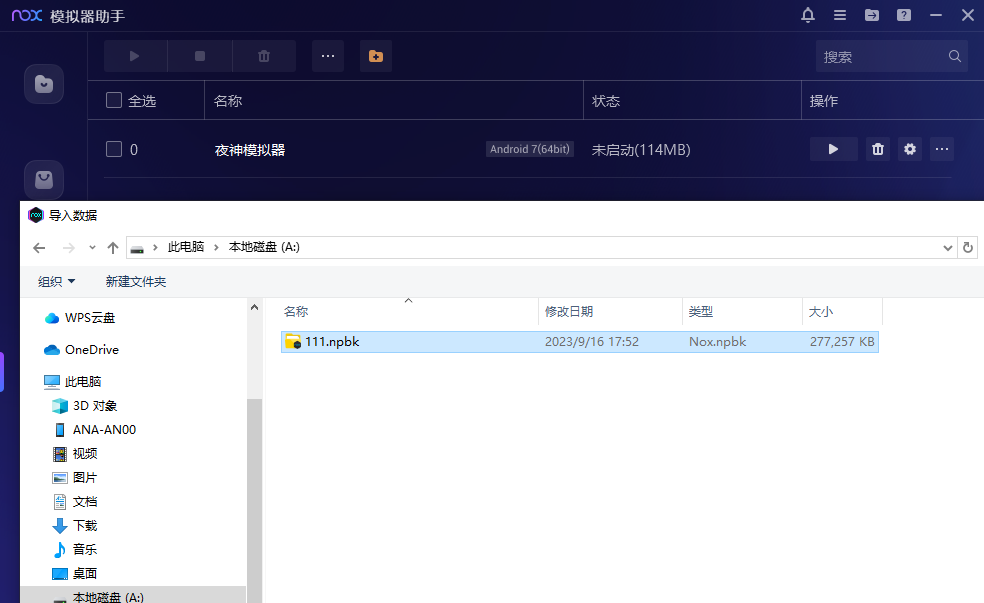 nox 模拟器助手
搜索
全选 名称 状态 操作
0 夜神模拟器 Android 7(64bit) 未启动(114MB)
nox 导入数据
此电脑 › 本地磁盘 (A:)
组织 新建文件夹
名称 修改日期 类型 大小
111.npbk 2023/9/16 17:52 Nox.npbk 277,257 KB
WPS云盘
OneDrive
此电脑
3D 对象
ANA-AN00
视频
图片
文档
下载
音乐
桌面
本地磁盘 (A:)